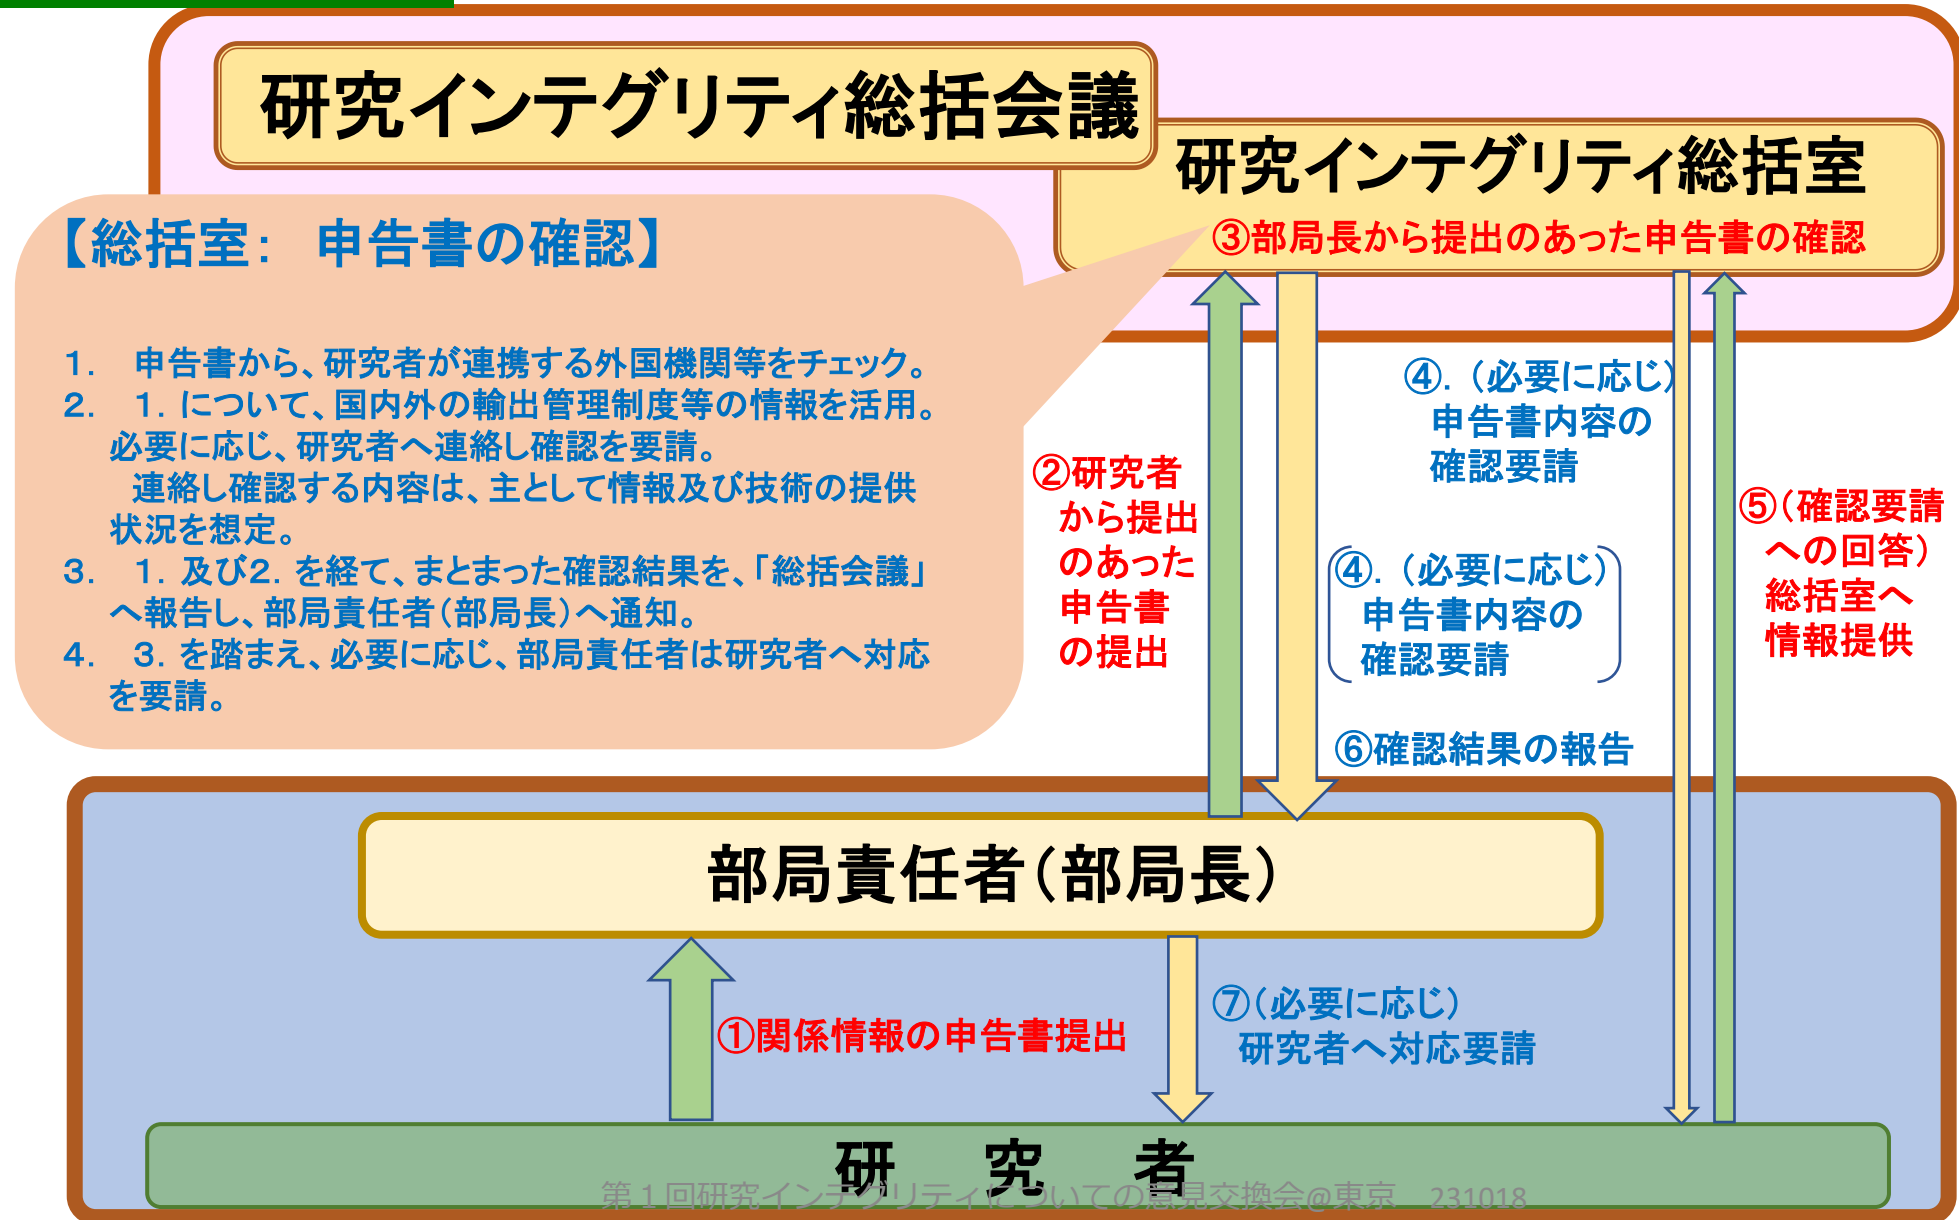 研究インテグリティ総括会議
研究インテグリティ総括室
③部局長から提出のあった申告書の確認
【総括室：　申告書の確認】
１．　申告書から、研究者が連携する外国機関等をチェック。
２．　１．について、国内外の輸出管理制度等の情報を活用。
必要に応じ、研究者へ連絡し確認を要請。
連絡し確認する内容は、主として情報及び技術の提供
状況を想定。
３．　１．及び２．を経て、まとまった確認結果を、「総括会議」
へ報告し、部局責任者（部局長）へ通知。
４．　３．を踏まえ、必要に応じ、部局責任者は研究者へ対応
を要請。
②研究者
から提出
のあった
申告書
の提出
④．（必要に応じ）
申告書内容の
確認要請
④．（必要に応じ）
申告書内容の
確認要請
⑤（確認要請
への回答）
総括室へ
情報提供
⑥確認結果の報告
部局責任者（部局長）
①関係情報の申告書提出
⑦（必要に応じ）
研究者へ対応要請
研　究　者
第１回研究インテグリティについての意見交換会@東京　231018